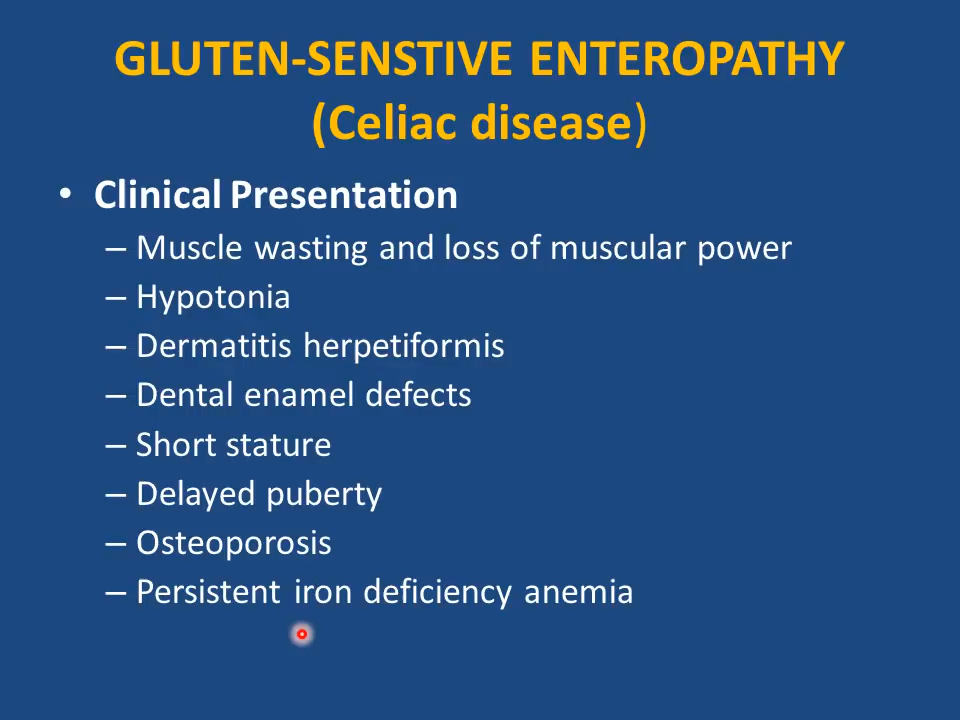 GLUTEN-SENSTIVE ENTEROPATHY
(Celiac disease)
• Clinical Presentation
– Muscle wasting and loss of muscular power
– Hypotonia
– Dermatitis herpetiformis
– Dental enamel defects
– Short stature
– Delayed puberty
– Osteoporosis
– Persistent iron deficiency anemia